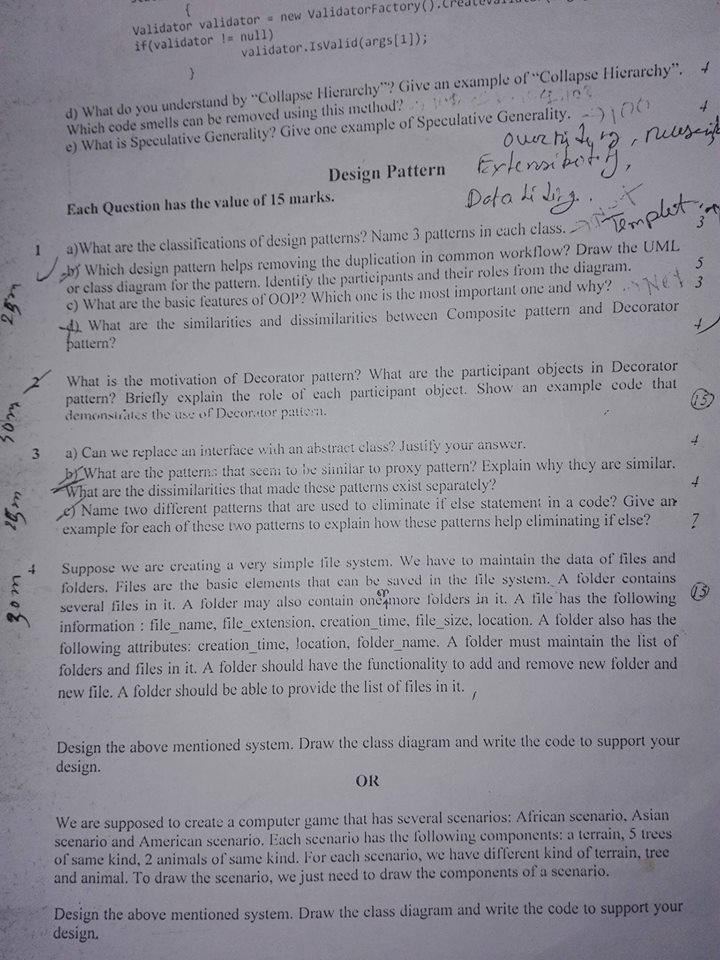 {
Validator validator = new ValidatorFactory().
if(validator != null)
validator.IsValid(args[1]);
}
d) What do you understand by “Collapse Hierarchy”? Give an example of “Collapse Hierarchy”. 4
Which code smells can be removed using this method?
e) What is Speculative Generality? Give one example of Speculative Generality. 4
Extensibility,
Design Pattern
Data hiding.
Each Question has the value of 15 marks.
Templet
1 a)What are the classifications of design patterns? Name 3 patterns in each class. 3
b) Which design pattern helps removing the duplication in common workflow? Draw the UML 5
or class diagram for the pattern. Identify the participants and their roles from the diagram.
c) What are the basic features of OOP? Which one is the most important one and why? 3
d) What are the similarities and dissimilarities between Composite pattern and Decorator 4
pattern?
2 What is the motivation of Decorator pattern? What are the participant objects in Decorator
pattern? Briefly explain the role of each participant object. Show an example code that 15
demonstrates the use of Decorator pattern.
3 a) Can we replace an interface with an abstract class? Justify your answer. 4
b) What are the patterns that seem to be similar to proxy pattern? Explain why they are similar.
What are the dissimilarities that made these patterns exist separately? 4
c) Name two different patterns that are used to eliminate if else statement in a code? Give an
example for each of these two patterns to explain how these patterns help eliminating if else? 7
4 Suppose we are creating a very simple file system. We have to maintain the data of files and
folders. Files are the basic elements that can be saved in the file system. A folder contains 15
several files in it. A folder may also contain one or more folders in it. A file has the following
information : file_name, file_extension, creation_time, file_size, location. A folder also has the
following attributes: creation_time, location, folder_name. A folder must maintain the list of
folders and files in it. A folder should have the functionality to add and remove new folder and
new file. A folder should be able to provide the list of files in it.
Design the above mentioned system. Draw the class diagram and write the code to support your
design.
OR
We are supposed to create a computer game that has several scenarios: African scenario, Asian
scenario and American scenario. Each scenario has the following components: a terrain, 5 trees
of same kind, 2 animals of same kind. For each scenario, we have different kind of terrain, tree
and animal. To draw the scenario, we just need to draw the components of a scenario.
Design the above mentioned system. Draw the class diagram and write the code to support your
design.